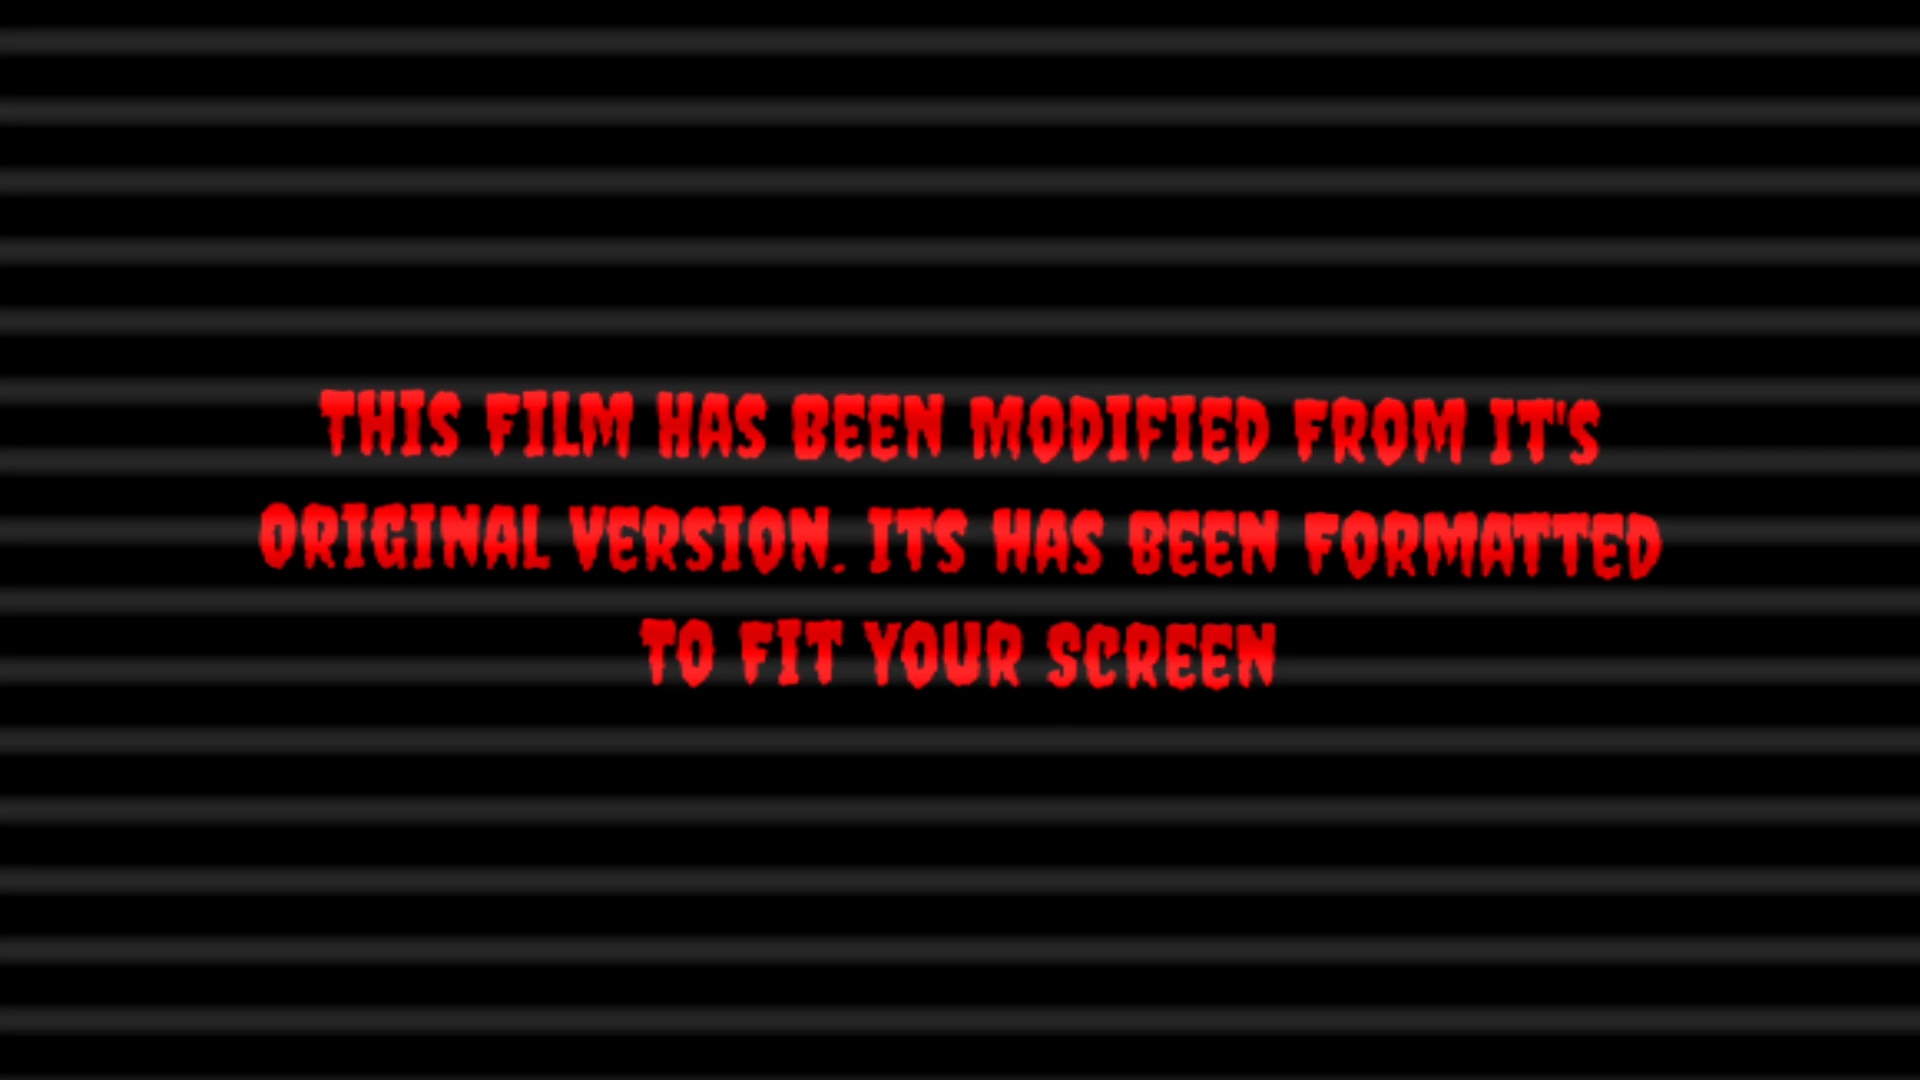 THIS FILM HAS BEEN MODIFIED FROM IT'S
ORIGINAL VERSION. ITS HAS BEEN FORMATTED
TO FIT YOUR SCREEN